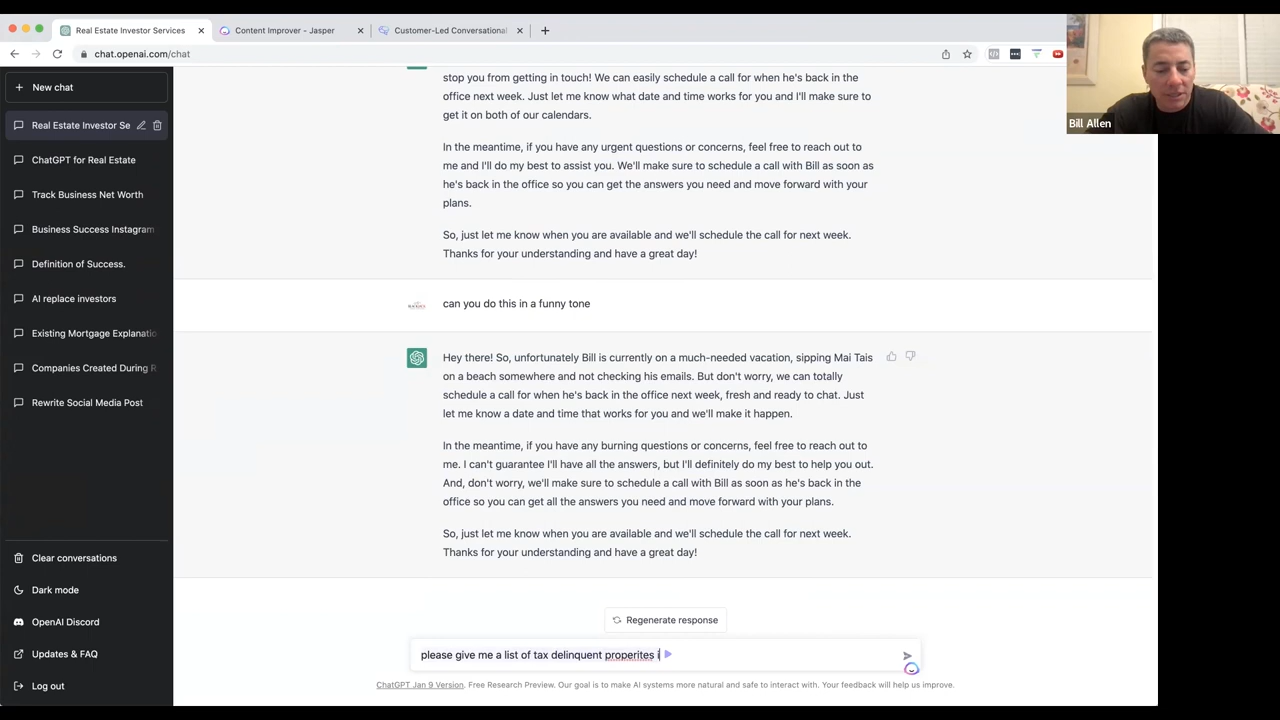 Real Estate Investor Services
Content Improver - Jasper
Customer-Led Conversational
chat.openai.com/chat
New chat
Real Estate Investor Se
ChatGPT for Real Estate
Track Business Net Worth
Business Success Instagram
Definition of Success.
AI replace investors
Existing Mortgage Explanatio
Companies Created During R
Rewrite Social Media Post
Clear conversations
Dark mode
OpenAI Discord
Updates & FAQ
Log out
stop you from getting in touch! We can easily schedule a call for when he's back in the
office next week. Just let me know what date and time works for you and I'll make sure to
get it on both of our calendars.
In the meantime, if you have any urgent questions or concerns, feel free to reach out to
me and I'll do my best to assist you. We'll make sure to schedule a call with Bill as soon as
he's back in the office so you can get the answers you need and move forward with your
plans.
So, just let me know when you are available and we'll schedule the call for next week.
Thanks for your understanding and have a great day!
can you do this in a funny tone
Hey there! So, unfortunately Bill is currently on a much-needed vacation, sipping Mai Tais
on a beach somewhere and not checking his emails. But don't worry, we can totally
schedule a call for when he's back in the office next week, fresh and ready to chat. Just
let me know a date and time that works for you and we'll make it happen.
In the meantime, if you have any burning questions or concerns, feel free to reach out to
me. I can't guarantee I'll have all the answers, but I'll definitely do my best to help you out.
And, don't worry, we'll make sure to schedule a call with Bill as soon as he's back in the
office so you can get all the answers you need and move forward with your plans.
So, just let me know when you are available and we'll schedule the call for next week.
Thanks for your understanding and have a great day!
Regenerate response
please give me a list of tax delinquent properites i
ChatGPT Jan 9 Version. Free Research Preview. Our goal is to make AI systems more natural and safe to interact with. Your feedback will help us improve.
Bill Allen